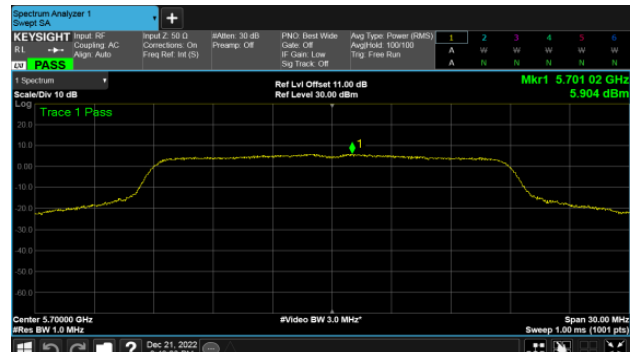 Spectrum Analyzer 1
Swept SA
+
KEYSIGHT Input: RF Input Z: 50 Ω #Atten: 30 dB PNO: Best Wide Avg Type: Power (RMS) 1 2 3 4 5 6
RL Coupling: AC Corrections: On Preamp: Off Gate: Off Avg|Hold: 100/100 A W W W W W
Align: Auto Freq Ref: Int (S) IF Gain: Low Trig: Free Run
LXI PASS Sig Track: Off A N N N N N
1 Spectrum Ref Lvl Offset 11.00 dB Mkr1 5.701 02 GHz
Scale/Div 10 dB Ref Level 30.00 dBm 5.904 dBm
Log Trace 1 Pass
20.0
1
10.0
0.00
-10.0
-20.0
-30.0
-40.0
-50.0
-60.0
Center 5.70000 GHz #Video BW 3.0 MHz* Span 30.00 MHz
#Res BW 1.0 MHz Sweep 1.00 ms (1001 pts)
? Dec 21, 2022